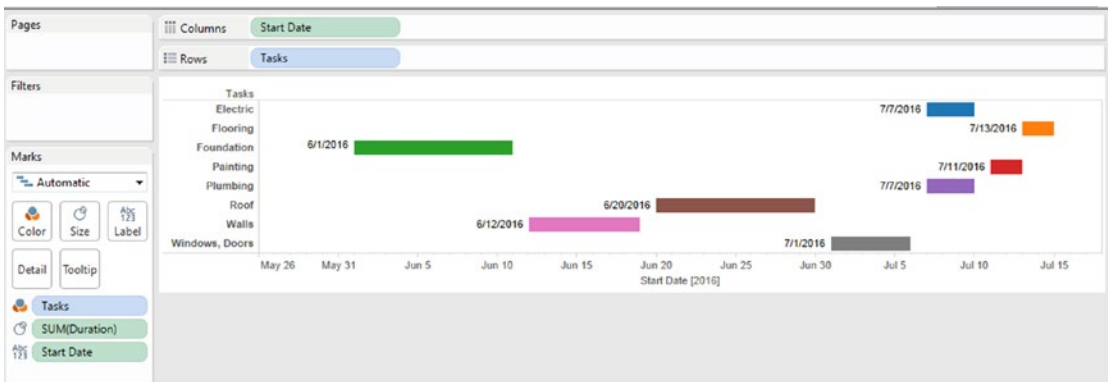 Pages
Columns Start Date
Rows Tasks
Filters
Marks
Automatic
Color Size Label
Abc 123
Detail Tooltip
Tasks
SUM(Duration)
Abc 123 Start Date
Tasks
Electric 7/7/2016
Flooring 7/13/2016
Foundation 6/1/2016
Painting 7/11/2016
Plumbing 7/7/2016
Roof 6/20/2016
Walls 6/12/2016
Windows, Doors 7/1/2016
May 26 May 31 Jun 5 Jun 10 Jun 15 Jun 20 Jun 25 Jun 30 Jul 5 Jul 10 Jul 15
Start Date [2016]